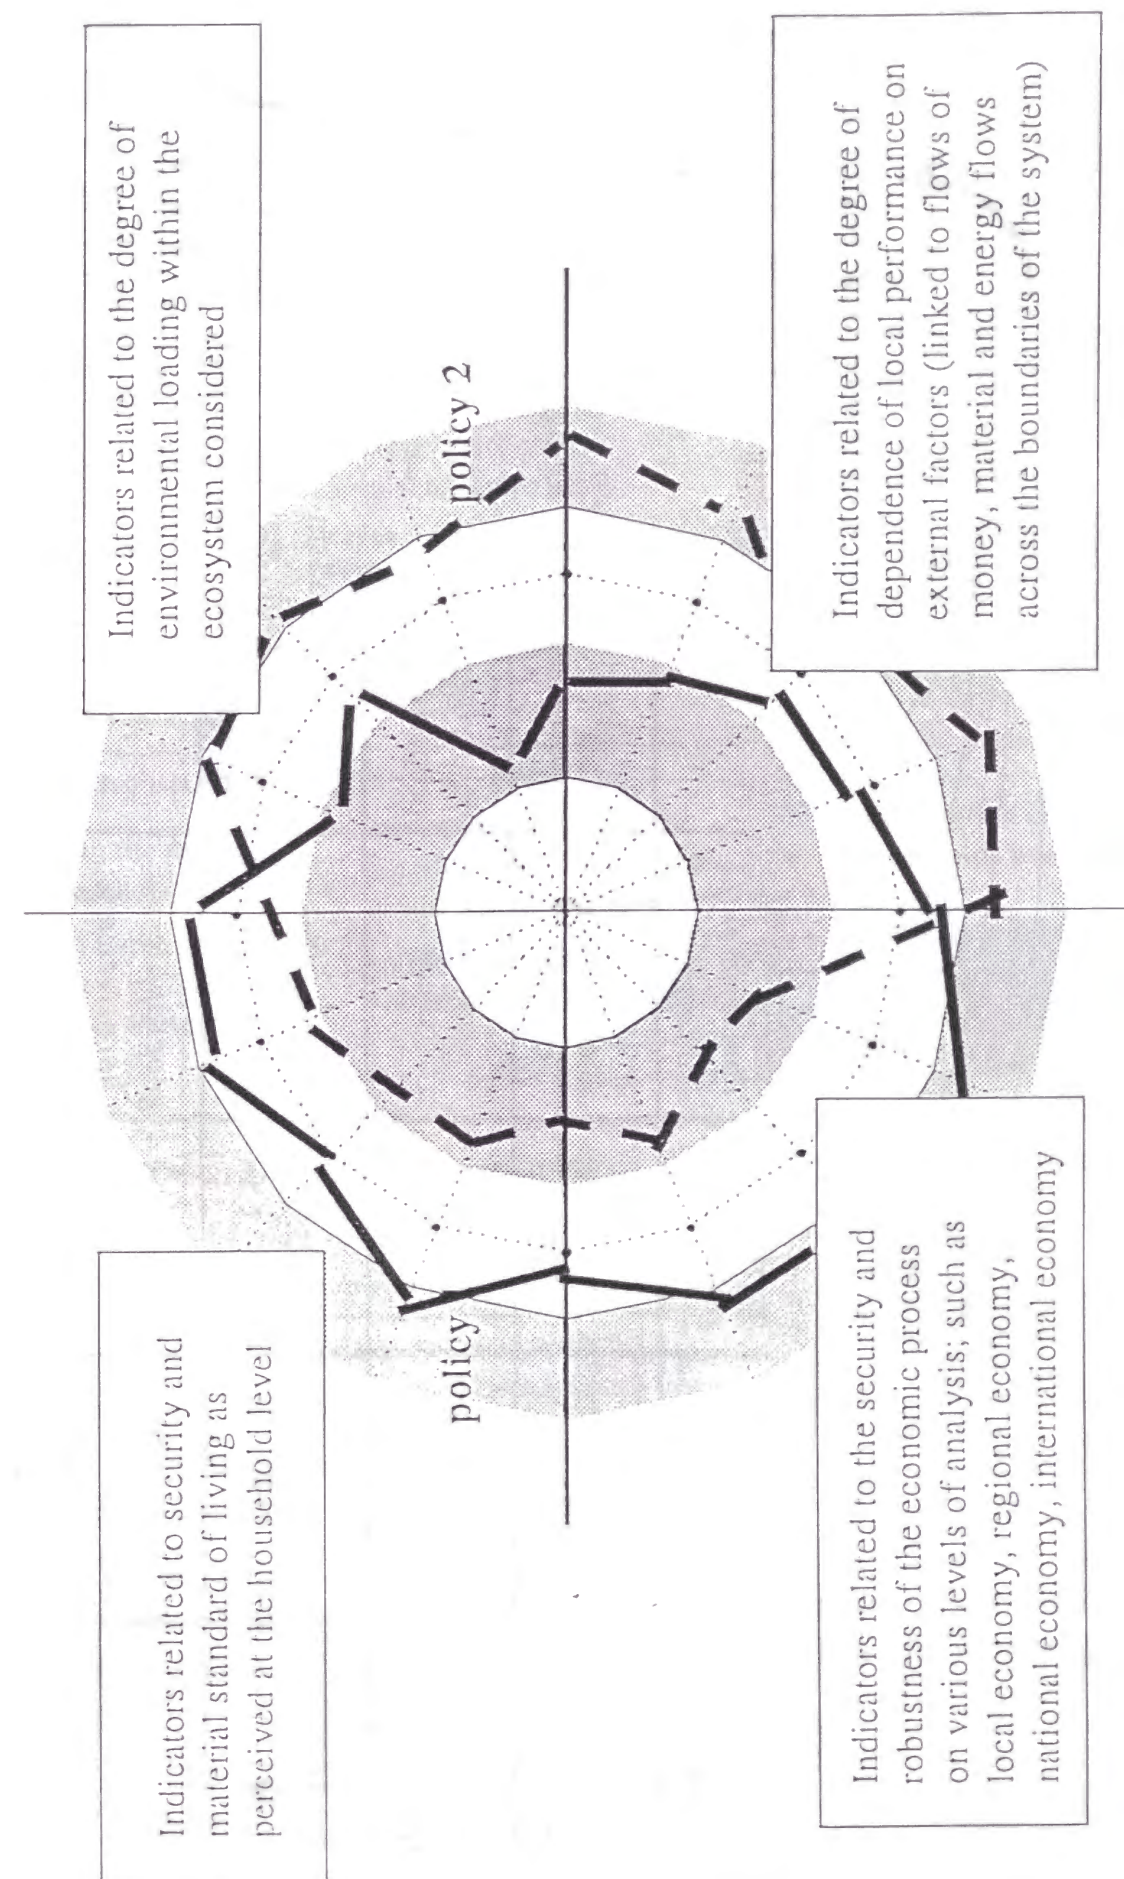 Indicators related to security and
material standard of living as
perceived at the household level
Indicators related to the degree of
environmental loading within the
ecosystem considered
policy
policy 2
Indicators related to the security and
robustness of the economic process
on various levels of analysis; such as
local economy, regional economy,
national economy, international economy
Indicators related to the degree of
dependence of local performance on
external factors (linked to flows of
money, material and energy flows
across the boundaries of the system)